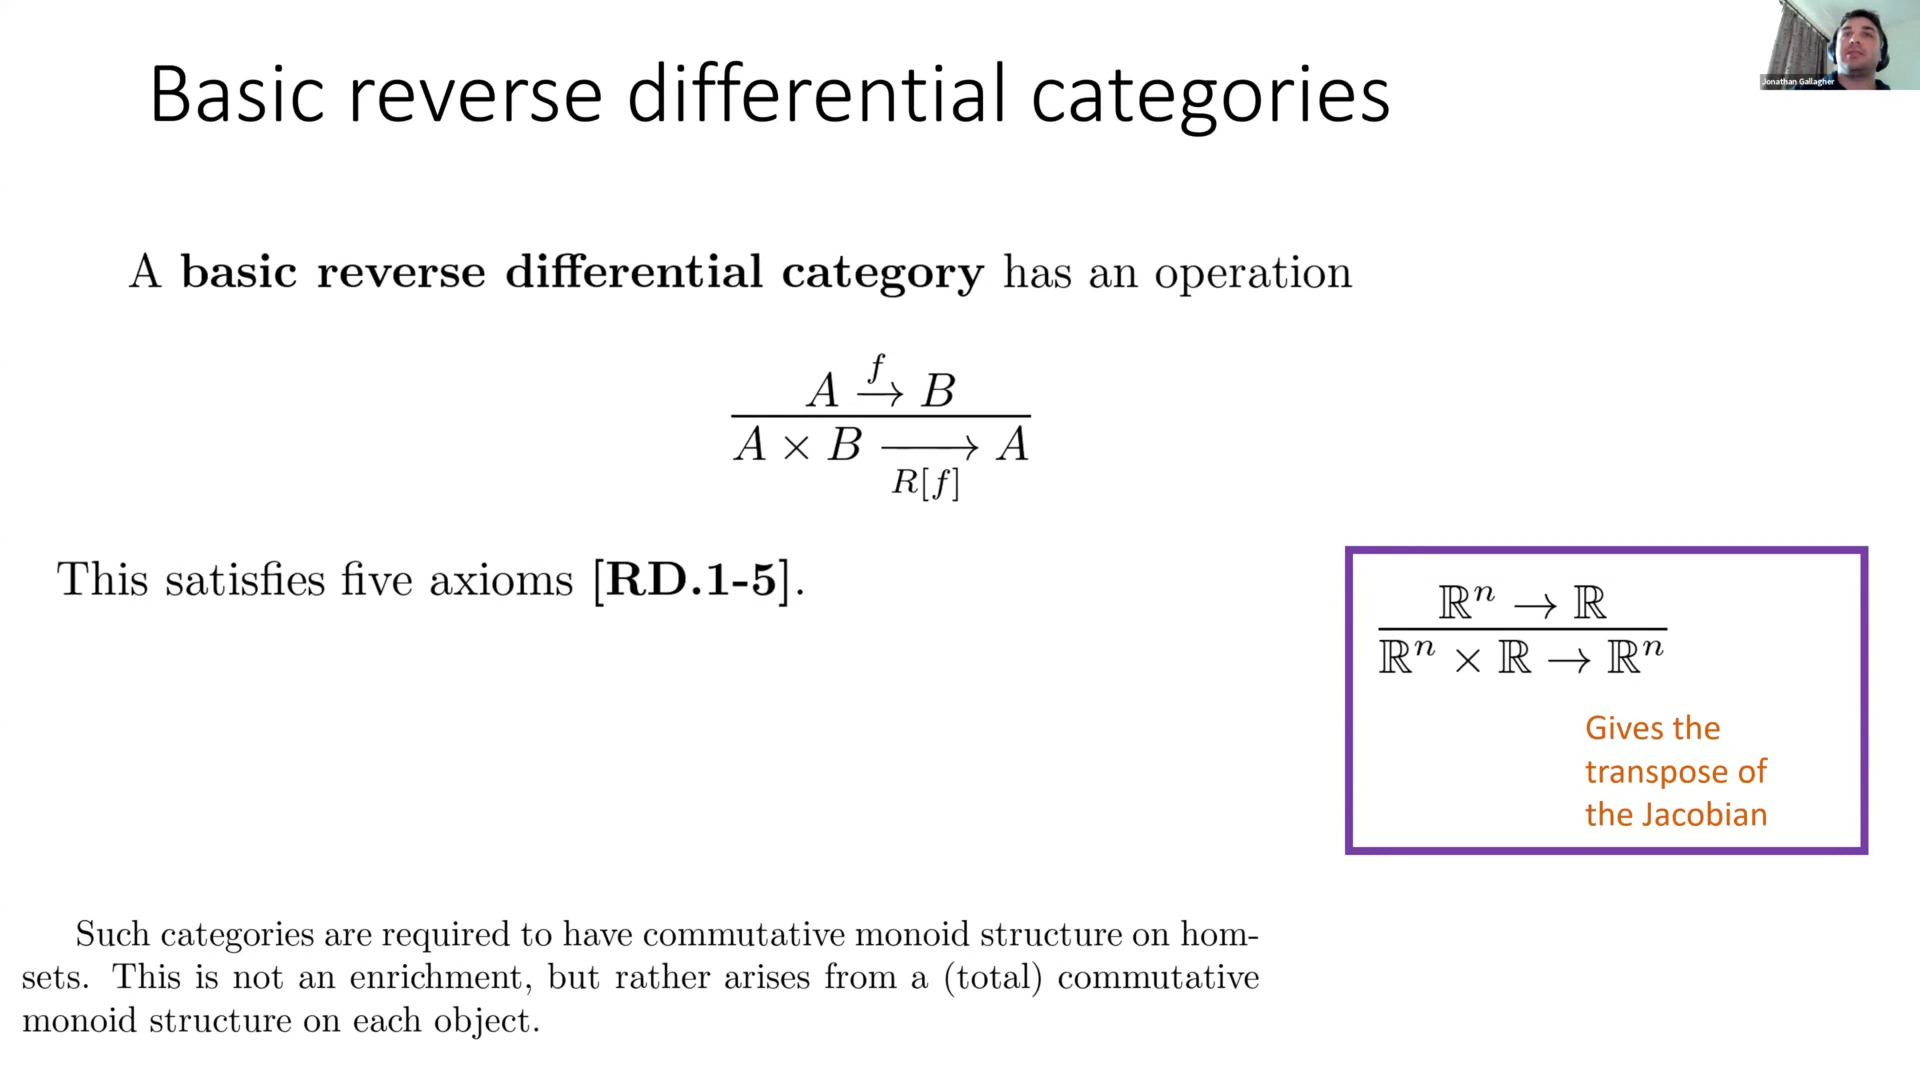 Basic reverse differential categories
Jonathan Gallagher
A basic reverse differential category has an operation
f
A → B
A × B ⟶ A
R[f]
This satisfies five axioms [RD.1-5].
ℝⁿ → ℝ
ℝⁿ × ℝ → ℝⁿ
Gives the
transpose of
the Jacobian
Such categories are required to have commutative monoid structure on hom-
sets. This is not an enrichment, but rather arises from a (total) commutative
monoid structure on each object.